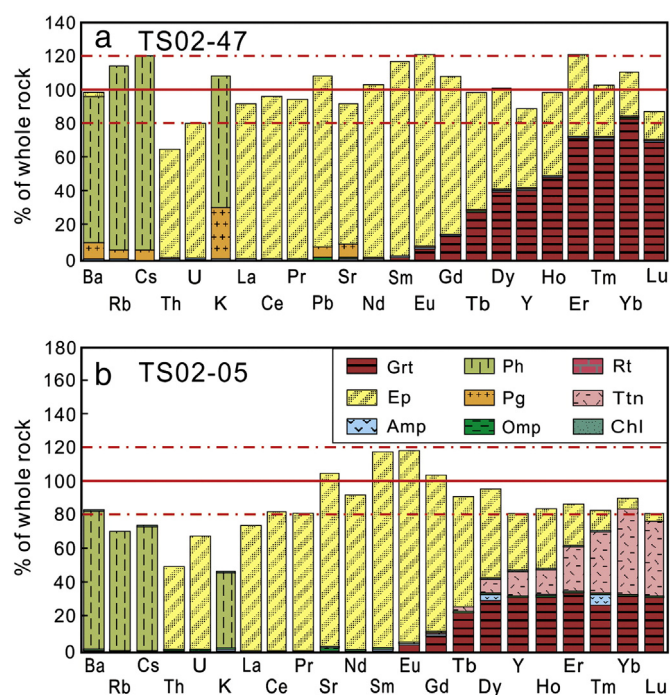 a TS02-47
% of whole rock
140
120
100
80
60
40
20
0
Ba Cs U La Pr Sr Sm Gd Dy Ho Tm Lu
Rb Th K Ce Pb Nd Eu Tb Y Er Yb
b TS02-05
% of whole rock
180
160
140
120
100
80
60
40
20
0
Grt Ph Rt
Ep Pg Ttn
Amp Omp Chl
Ba Cs U La Pr Nd Eu Dy Ho Tm Lu
Rb Th K Ce Sr Sm Gd Tb Y Er Yb